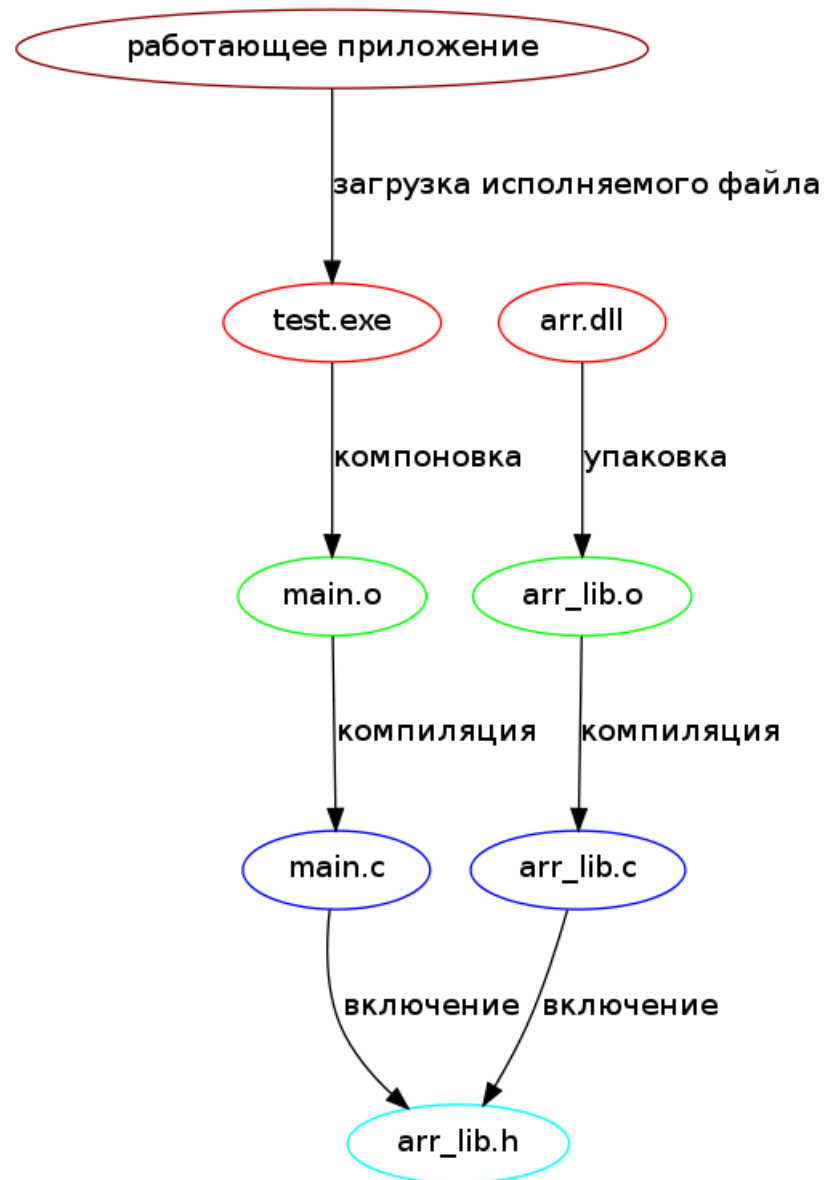 работающее приложение
загрузка исполняемого файла
test.exe
arr.dll
компоновка
упаковка
main.o
arr_lib.o
компиляция
компиляция
main.c
arr_lib.c
включение
включение
arr_lib.h